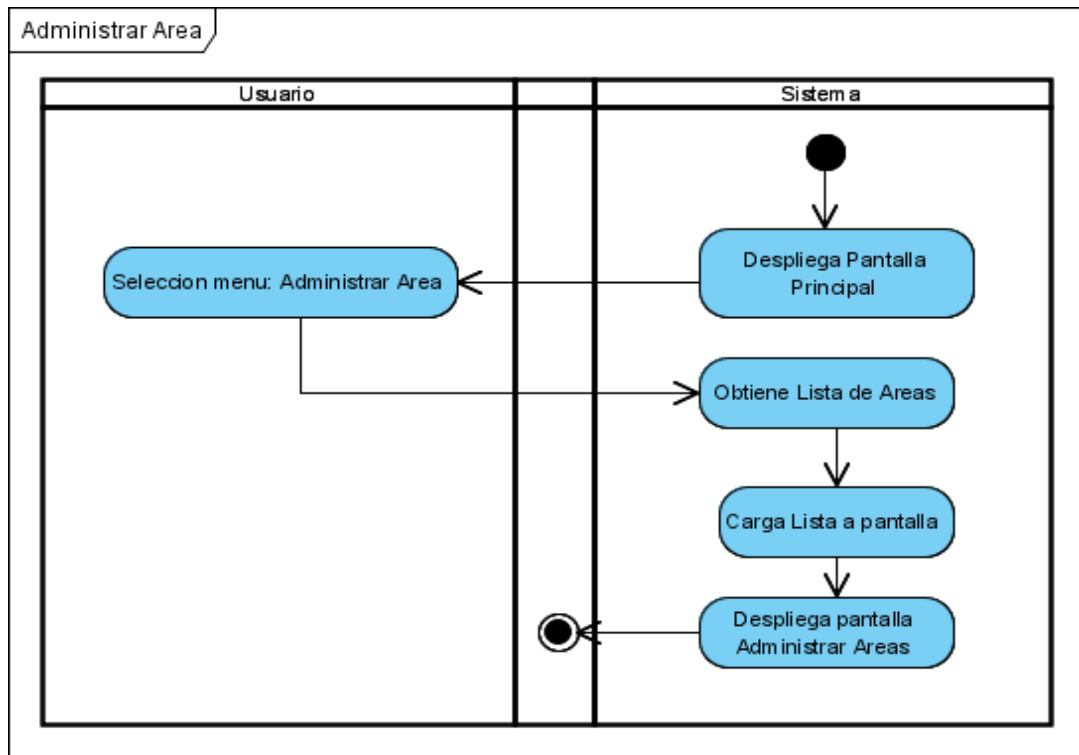 Administrar Area
Usuario
Sistema
Despliega Pantalla
Principal
Seleccion menu: Administrar Area
Obtiene Lista de Areas
Carga Lista a pantalla
Despliega pantalla
Administrar Areas